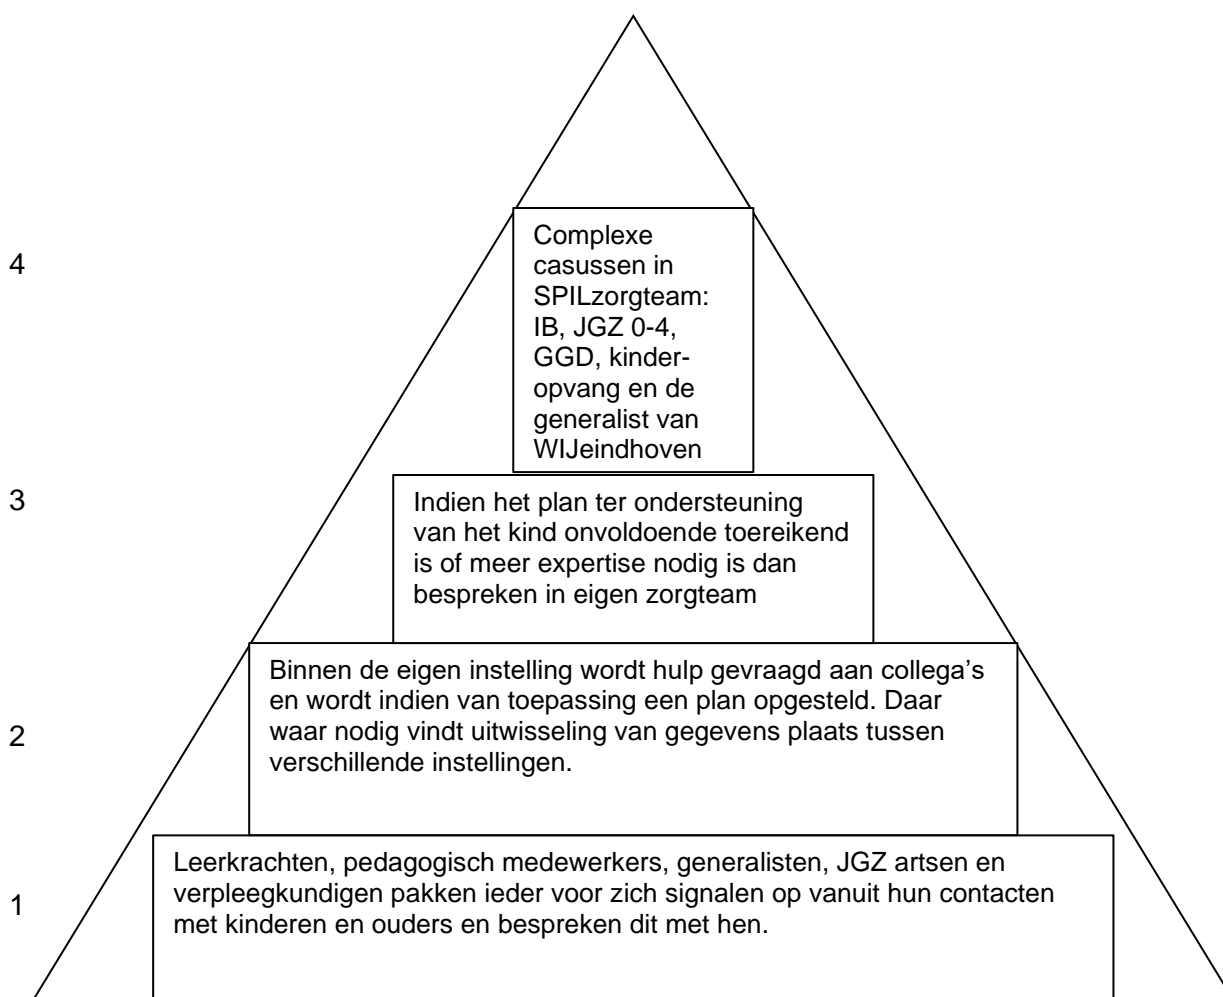 4
Complexe
casussen in
SPILzorgteam:
IB, JGZ 0-4,
GGD, kinder-
opvang en de
generalist van
WIJeindhoven
3
Indien het plan ter ondersteuning
van het kind onvoldoende toereikend
is of meer expertise nodig is dan
bespreken in eigen zorgteam
2
Binnen de eigen instelling wordt hulp gevraagd aan collega's
en wordt indien van toepassing een plan opgesteld. Daar
waar nodig vindt uitwisseling van gegevens plaats tussen
verschillende instellingen.
1
Leerkrachten, pedagogisch medewerkers, generalisten, JGZ artsen en
verpleegkundigen pakken ieder voor zich signalen op vanuit hun contacten
met kinderen en ouders en bespreken dit met hen.